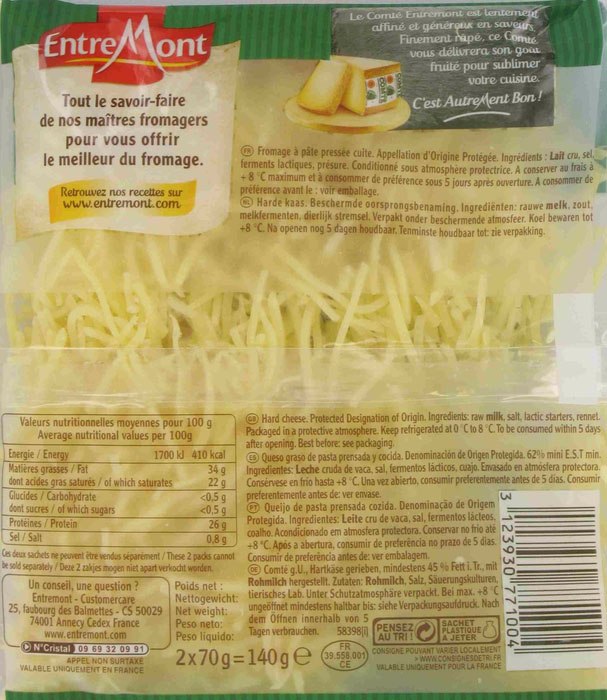 EntreMont
Tout le savoir-faire
de nos maîtres fromagers
pour vous offrir
le meilleur du fromage.
Retrouvez nos recettes sur
www.entremont.com
Le Comté Entremont est lentement
affiné et généreux en saveurs.
Finement râpé, ce Comté
vous délivrera son goût
fruité pour sublimer
votre cuisine.
C'est AutreMent Bon !
COMTÉ
FR Fromage à pâte pressée cuite. Appellation d'Origine Protégée. Ingrédients : Lait cru, sel,
ferments lactiques, présure. Conditionné sous atmosphère protectrice. A conserver au frais à
+ 8 °C maximum et à consommer de préférence sous 5 jours après ouverture. A consommer de
préférence avant le : voir emballage.
NL Harde kaas. Beschermde oorsprongsbenaming. Ingrediënten: rauwe melk, zout,
melkfermenten, dierlijk stremsel. Verpakt onder beschermende atmosfeer. Koel bewaren tot
+8 °C. Na openen nog 5 dagen houdbaar. Tenminste houdbaar tot: zie verpakking.
Valeurs nutritionnelles moyennes pour 100 g
Average nutritional values per 100g
Energie / Energy 1700 kJ 410 kcal
Matières grasses / Fat 34 g
dont acides gras saturés / of which saturates 22 g
Glucides / Carbohydrate <0,5 g
dont sucres / of which sugars <0,5 g
Protéines / Protein 26 g
Sel / Salt 0,8 g
Ces deux sachets ne peuvent être vendus séparément / These 2 packs cannot
be sold separately / Deze 2 zakjes mogen niet apart verkocht worden.
GB Hard cheese. Protected Designation of Origin. Ingredients: raw milk, salt, lactic starters, rennet.
Packaged in a protective atmosphere. Keep refrigerated at 0 °C to 8 °C. To be consumed within 5 days
after opening. Best before: see packaging.
ES Queso graso de pasta prensada y cocida. Denominación de Origen Protegida. 62% mini E.S.T min.
Ingredientes: Leche cruda de vaca, sal, fermentos lácticos, cuajo. Envasado en atmósfera protectora.
Consérvese en frío hasta +8 °C. Una vez abierto, consumir preferentemente antes de 5 días. Consumir
preferentemente antes de: ver envase.
PT Queijo de pasta prensada cozida. Denominação de Origem
Protegida. Ingredientes: Leite cru de vaca, sal, fermentos lácteos,
coalho. Acondicionado em atmosfera protectora. Conservar no frio até
+8 °C. Após a abertura, consumir de preferência no prazo de 5 dias.
Consumir de preferência antes de: ver embalagem.
DE Comté g.U., Hartkäse gerieben, mindestens 45 % Fett i.Tr., mit
Rohmilch hergestellt. Zutaten: Rohmilch, Salz, Säuerungskulturen,
tierisches Lab. Unter Schutzatmosphäre verpackt. Bei max. +8 °C
ungeöffnet mindestens haltbar bis: siehe Verpackungsaufdruck. Nach
dem Öffnen innerhalb von 5
Tagen verbrauchen. 58398(i)
Un conseil, une question ?
Entremont - Customercare
25, faubourg des Balmettes - CS 50029
74001 Annecy Cedex France
www.entremont.com
N°Cristal 09 69 32 09 91
APPEL NON SURTAXE
VALABLE UNIQUEMENT EN FRANCE
Poids net :
Nettogewicht:
Net weight:
Peso neto:
Peso líquido:
2x70g=140g e
FR
39.558.001
CE
PENSEZ
AU TRI !
SACHET
PLASTIQUE
À JETER
CONSIGNE POUVANT VARIER LOCALEMENT
> WWW.CONSIGNESDETRI.FR
VALABLE UNIQUEMENT POUR LA FRANCE
3 123930 771004